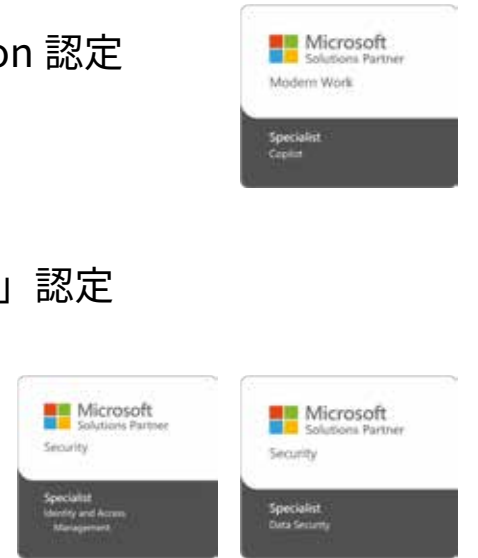 on 認定
Microsoft
Solutions Partner
Modern Work
Specialist
Copilot
」認定
Microsoft
Solutions Partner
Security
Specialist
Identity and Access
Management
Microsoft
Solutions Partner
Security
Specialist
Data Security